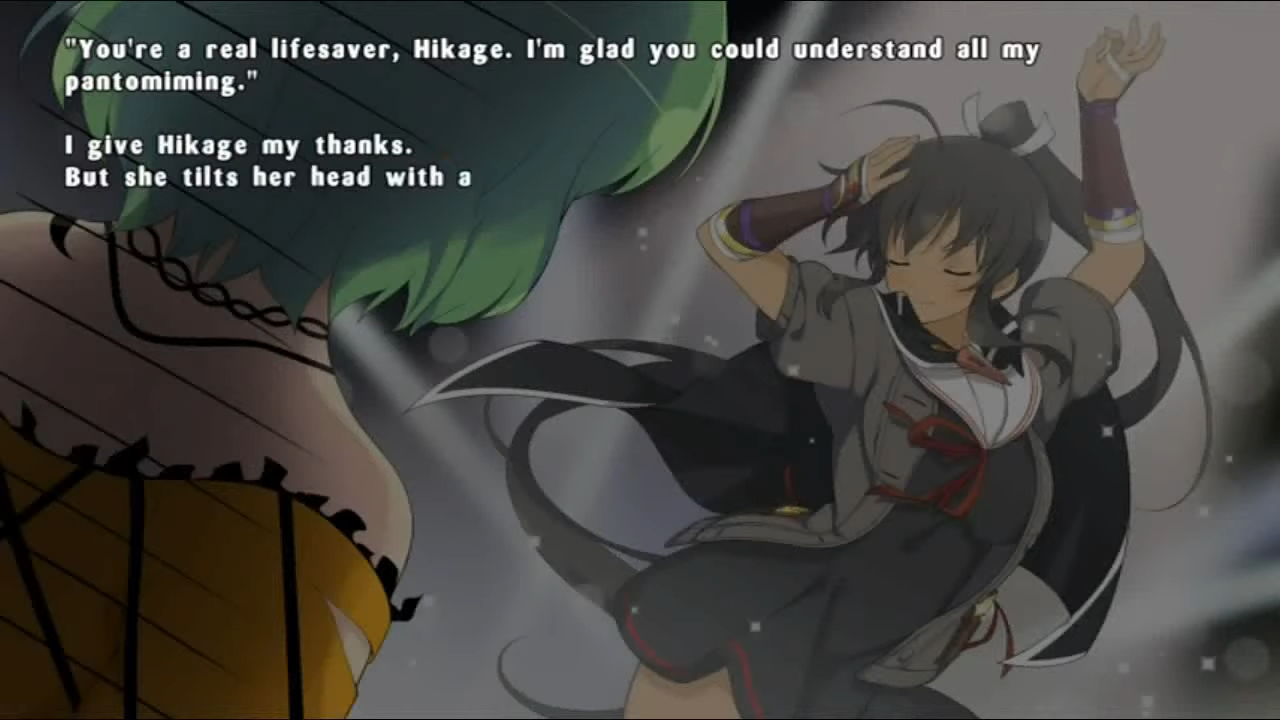 "You're a real lifesaver, Hikage. I'm glad you could understand all my
pantomiming."
I give Hikage my thanks.
But she tilts her head with a